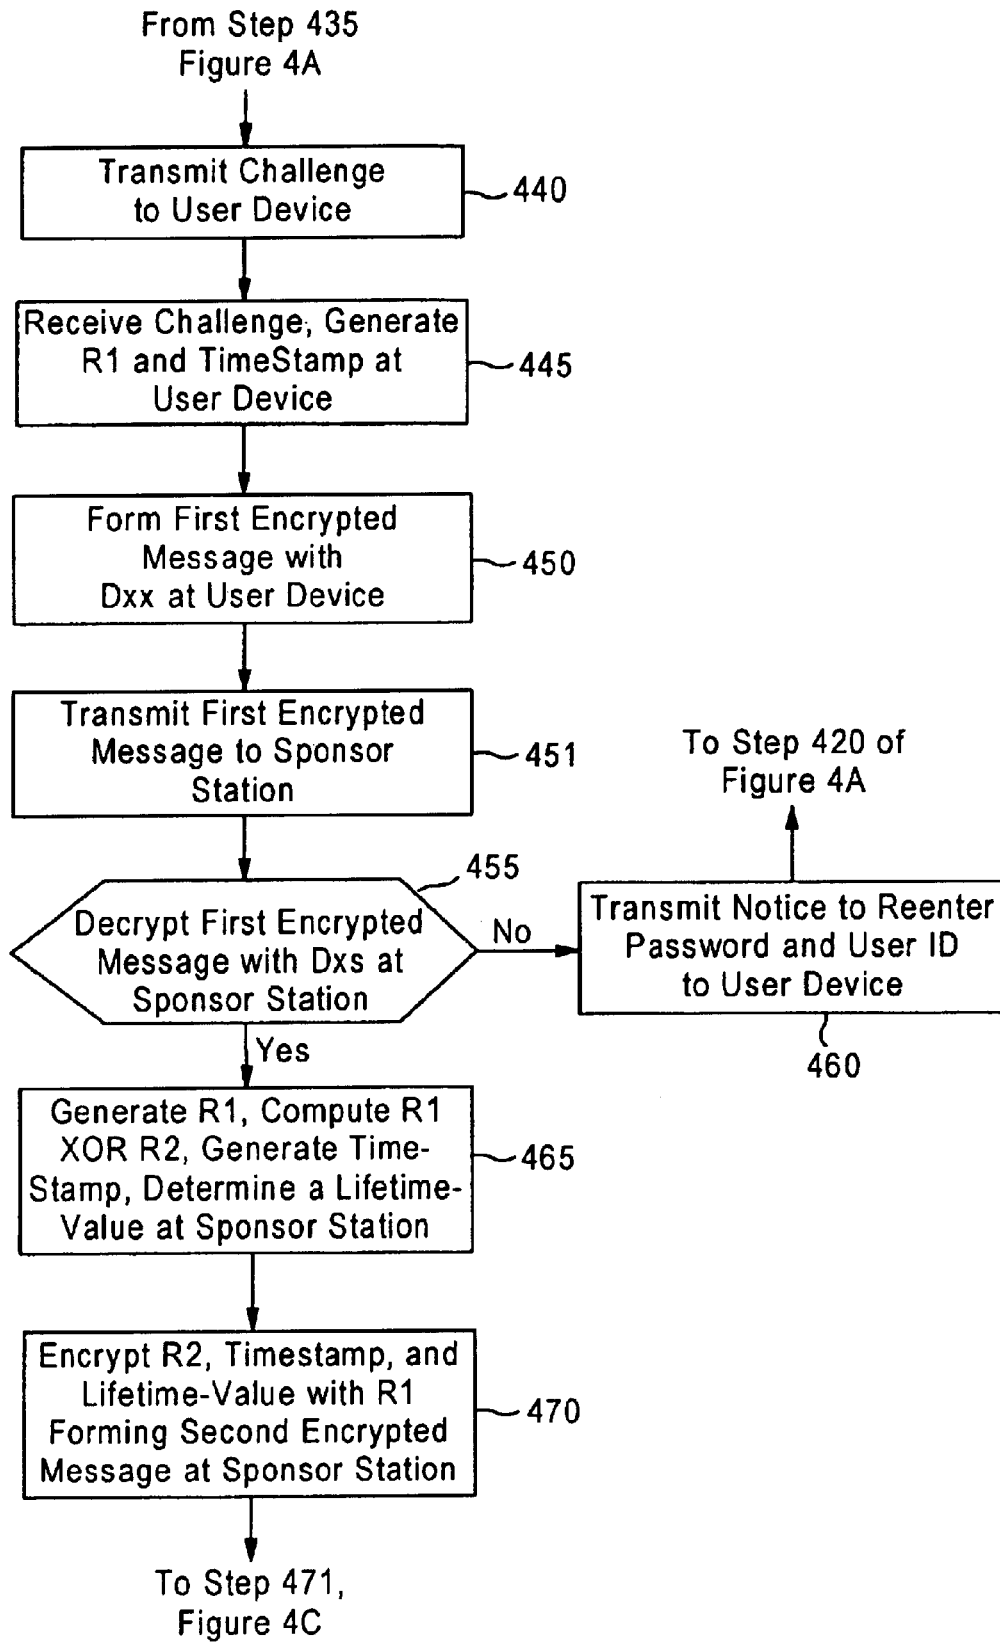 From Step 435
Figure 4A
Transmit Challenge
to User Device
440
Receive Challenge, Generate
R1 and TimeStamp at
User Device
445
Form First Encrypted
Message with
Dxx at User Device
450
Transmit First Encrypted
Message to Sponsor
Station
451
To Step 420 of
Figure 4A
455
Decrypt First Encrypted
Message with Dxs at
Sponsor Station
No
Transmit Notice to Reenter
Password and User ID
to User Device
460
Yes
Generate R1, Compute R1
XOR R2, Generate Time-
Stamp, Determine a Lifetime-
Value at Sponsor Station
465
Encrypt R2, Timestamp, and
Lifetime-Value with R1
Forming Second Encrypted
Message at Sponsor Station
470
To Step 471,
Figure 4C